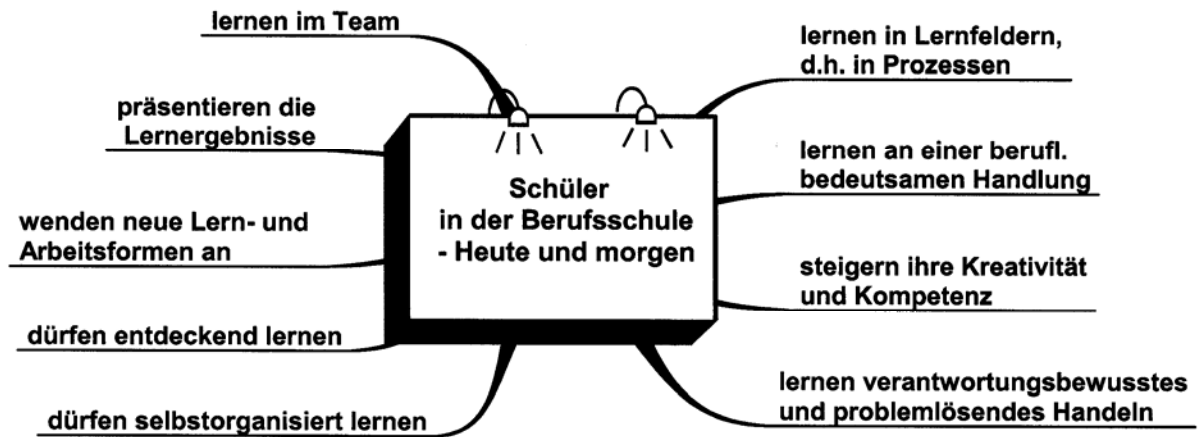 Schüler
in der Berufsschule
- Heute und morgen
lernen im Team
präsentieren die
Lernergebnisse
wenden neue Lern- und
Arbeitsformen an
dürfen entdeckend lernen
dürfen selbstorganisiert lernen
lernen in Lernfeldern,
d.h. in Prozessen
lernen an einer berufl.
bedeutsamen Handlung
steigern ihre Kreativität
und Kompetenz
lernen verantwortungsbewusstes
und problemlösendes Handeln